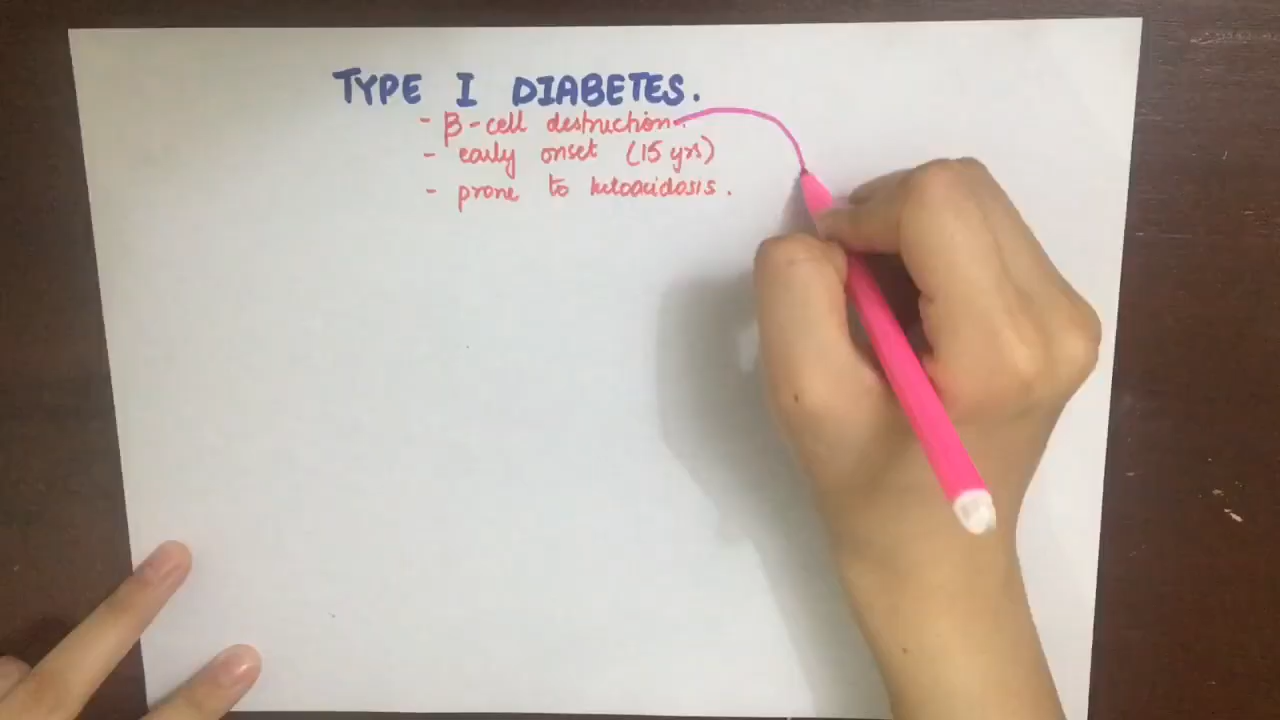 TYPE I DIABETES.
- β-cell destruction.
- early onset (15 yrs)
- prone to ketoacidosis.